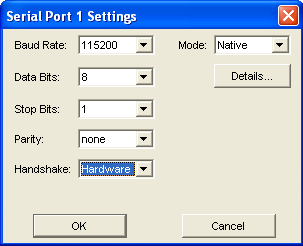 Serial Port 1 Settings
Baud Rate: 115200 Mode: Native
Data Bits: 8 Details...
Stop Bits: 1
Parity: none
Handshake: Hardware
OK Cancel